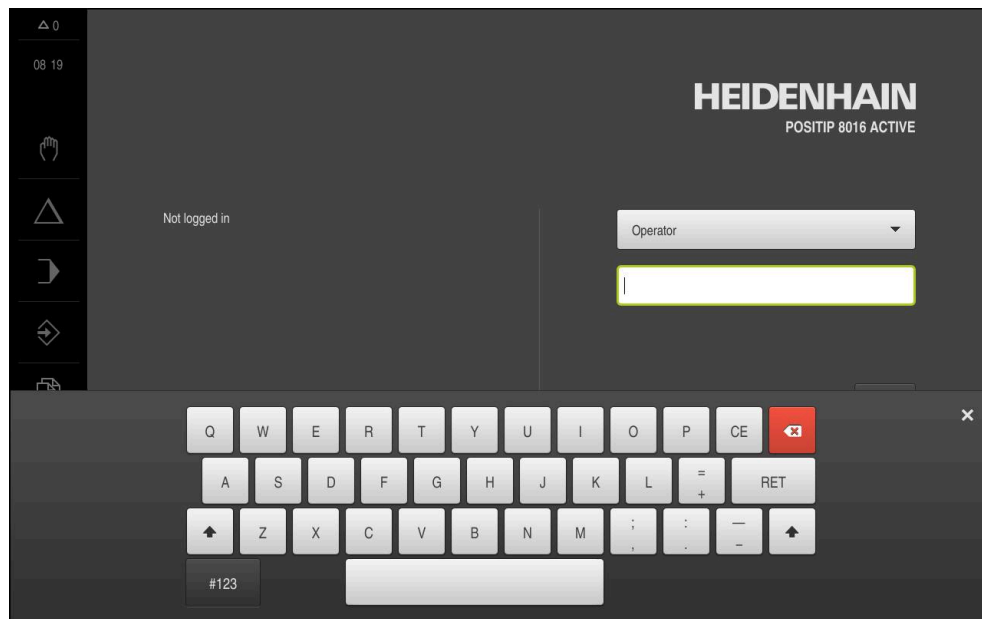 0
08 19
HEIDENHAIN
POSITIP 8016 ACTIVE
Not logged in
Operator
Q W E R T Y U I O P CE
A S D F G H J K L = + RET
Z X C V B N M ; , : . — –
#123